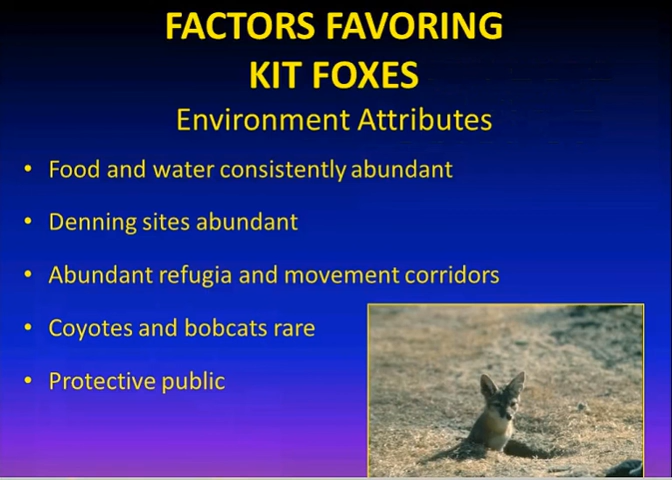 FACTORS FAVORING
KIT FOXES
Environment Attributes
• Food and water consistently abundant
• Denning sites abundant
• Abundant refugia and movement corridors
• Coyotes and bobcats rare
• Protective public